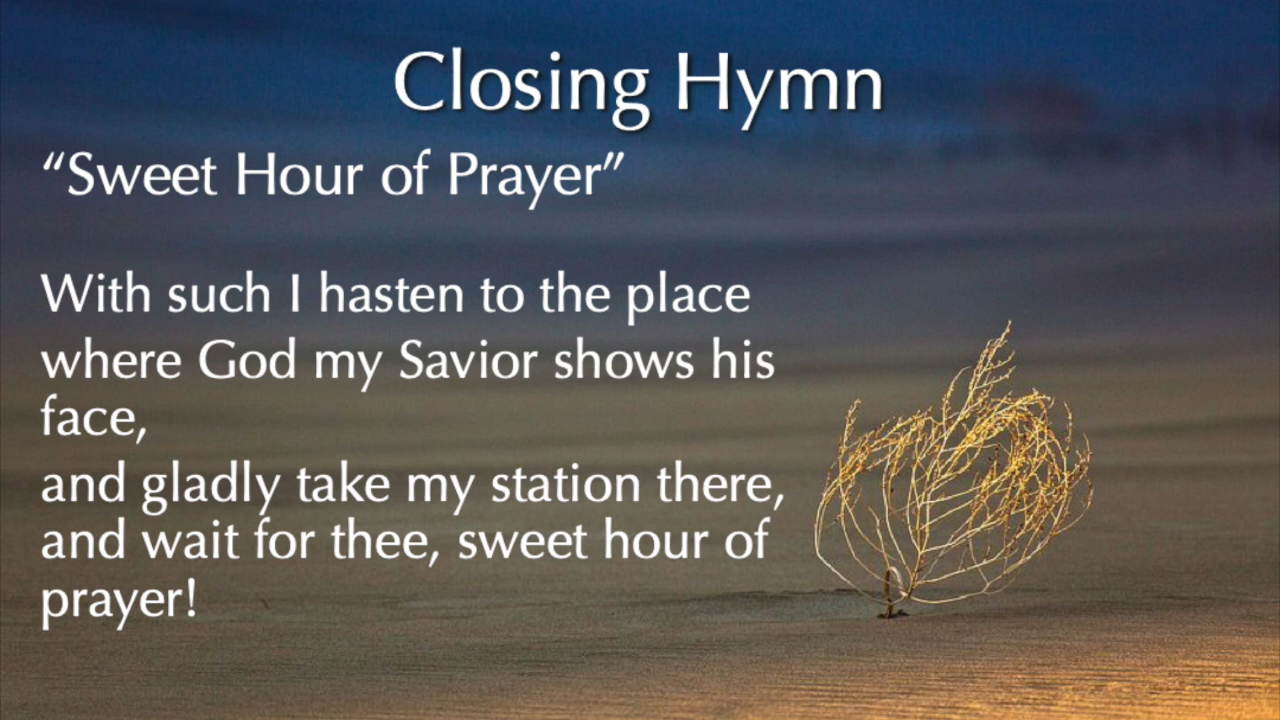 Closing Hymn
“Sweet Hour of Prayer”
With such I hasten to the place
where God my Savior shows his
face,
and gladly take my station there,
and wait for thee, sweet hour of
prayer!